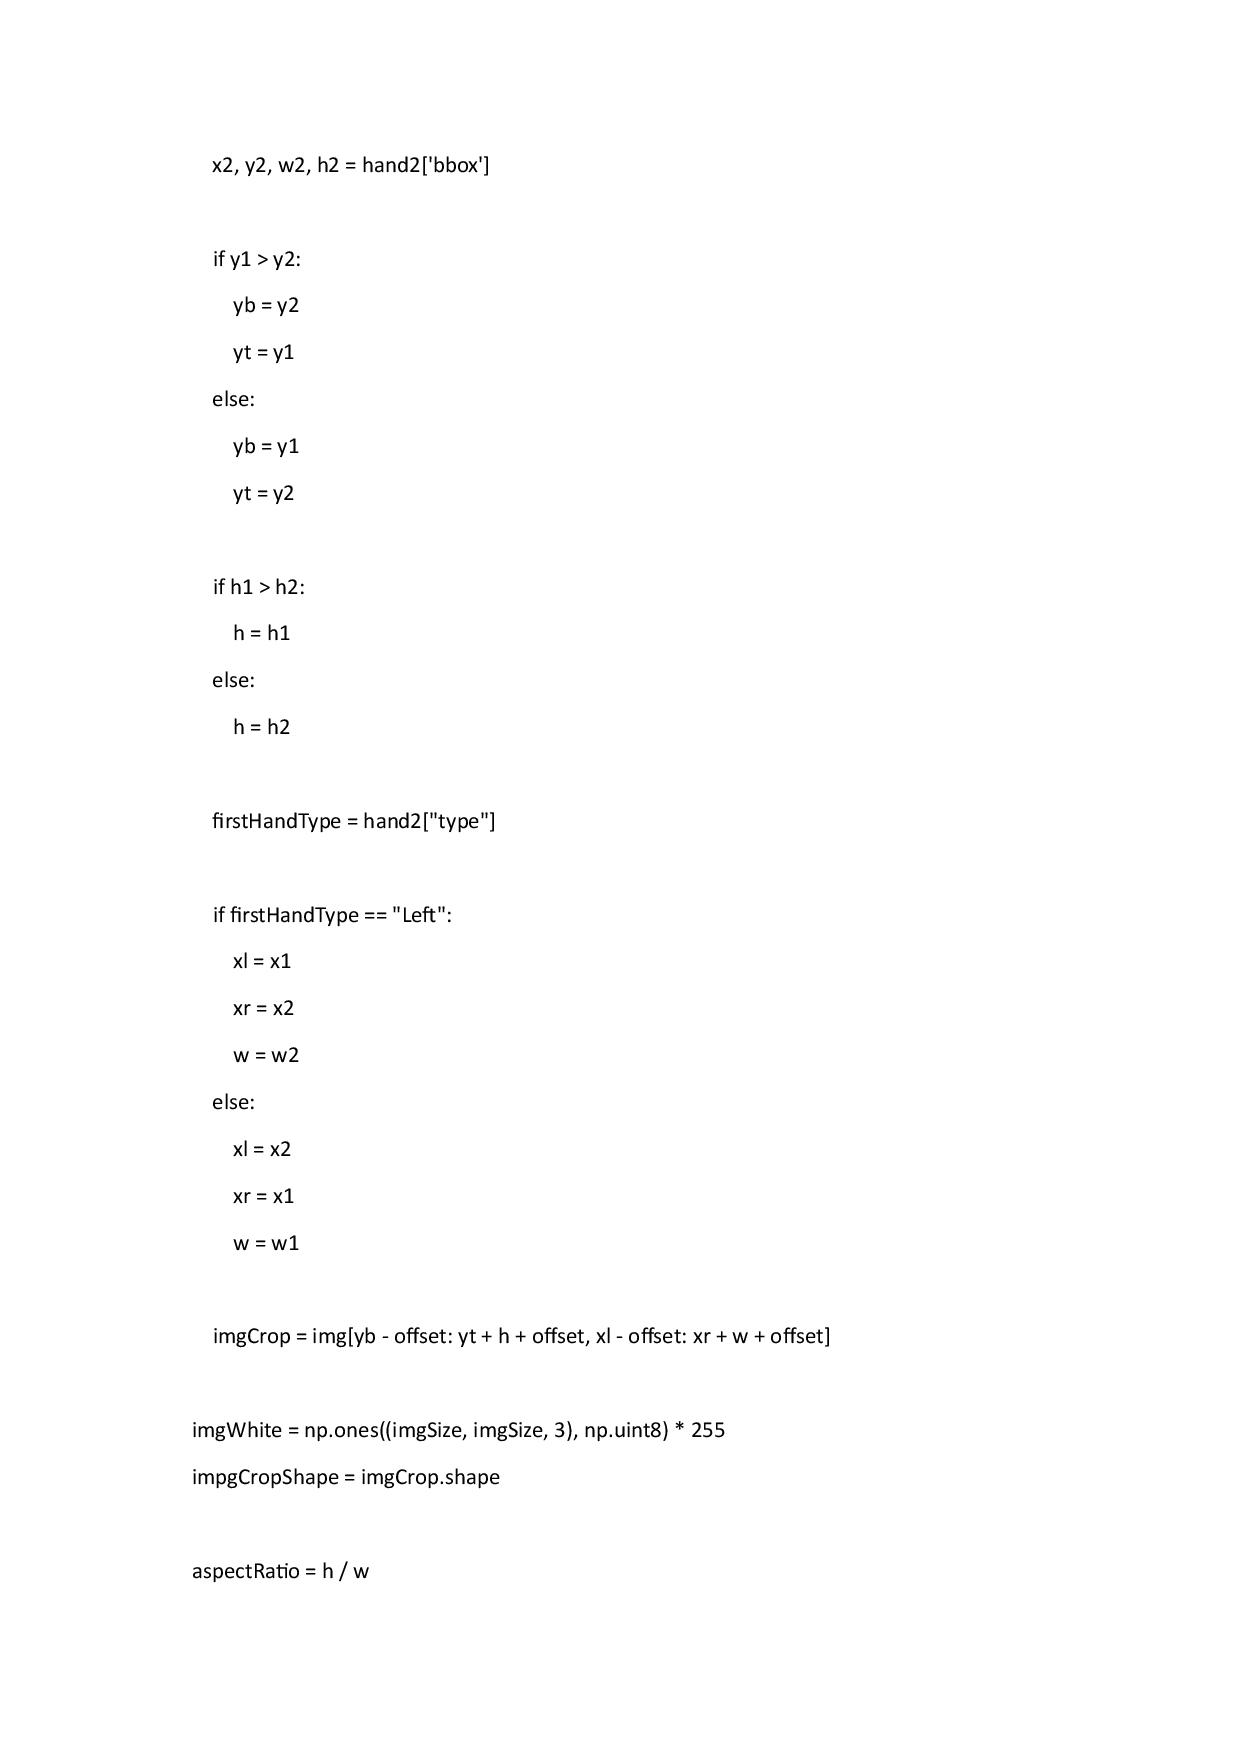 x2, y2, w2, h2 = hand2['bbox']
if y1 > y2:
yb = y2
yt = y1
else:
yb = y1
yt = y2
if h1 > h2:
h = h1
else:
h = h2
firstHandType = hand2["type"]
if firstHandType == "Left":
xl = x1
xr = x2
w = w2
else:
xl = x2
xr = x1
w = w1
imgCrop = img[yb - offset: yt + h + offset, xl - offset: xr + w + offset]
imgWhite = np.ones((imgSize, imgSize, 3), np.uint8) * 255
impgCropShape = imgCrop.shape
aspectRatio = h / w